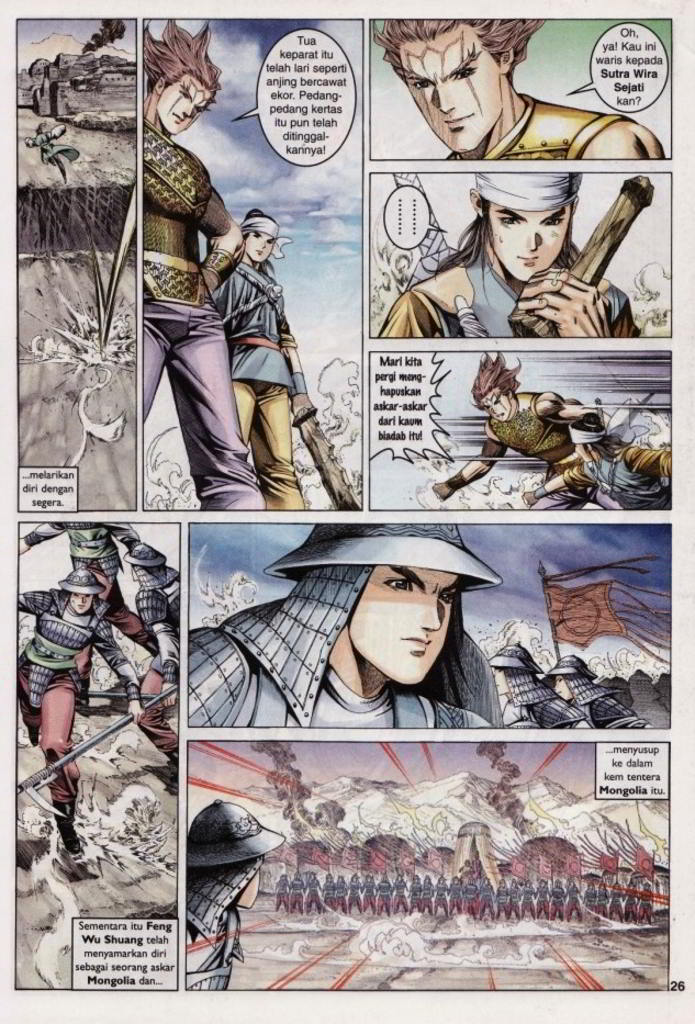 ...melarikan
diri dengan
segera.
Tua
keparat itu
telah lari seperti
anjing bercawat
ekor. Pedang-
pedang kertas
itu pun telah
ditinggal-
kannya!
Oh,
ya! Kau ini
waris kepada
Sutra Wira
Sejati
kan?
Mari kita
pergi meng-
hapuskan
askar-askar
dari kaum
biadab itu!
Sementara itu Feng
Wu Shuang telah
menyamarkan diri
sebagai seorang askar
Mongolia dan...
...menyusup
ke dalam
kem tentera
Mongolia itu.
26